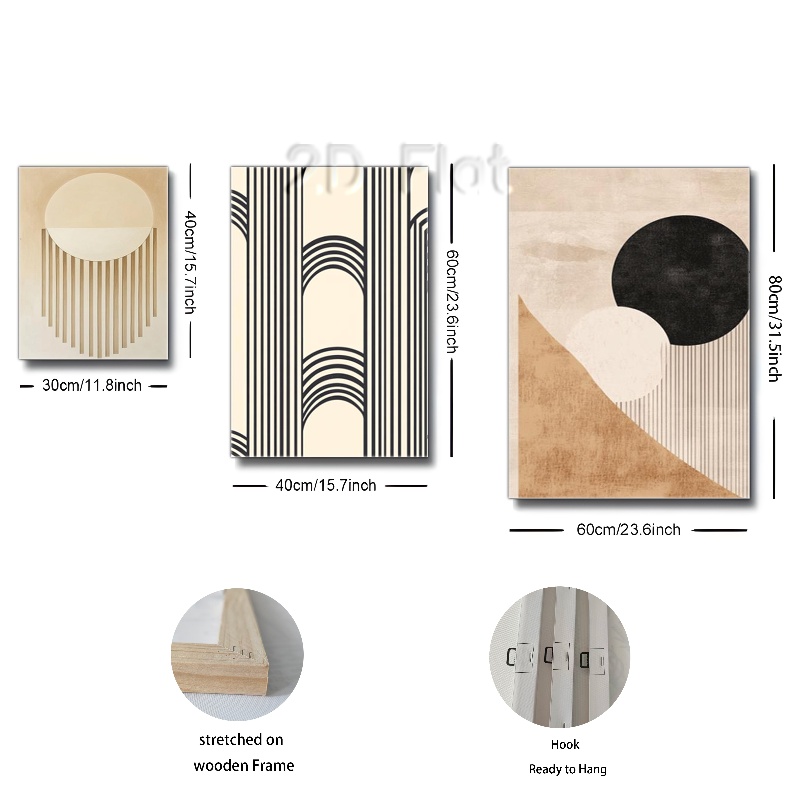 2D Flat
40cm/15.7inch
60cm/23.6inch
80cm/31.5inch
30cm/11.8inch
40cm/15.7inch
60cm/23.6inch
stretched on
wooden Frame
Hook
Ready to Hang